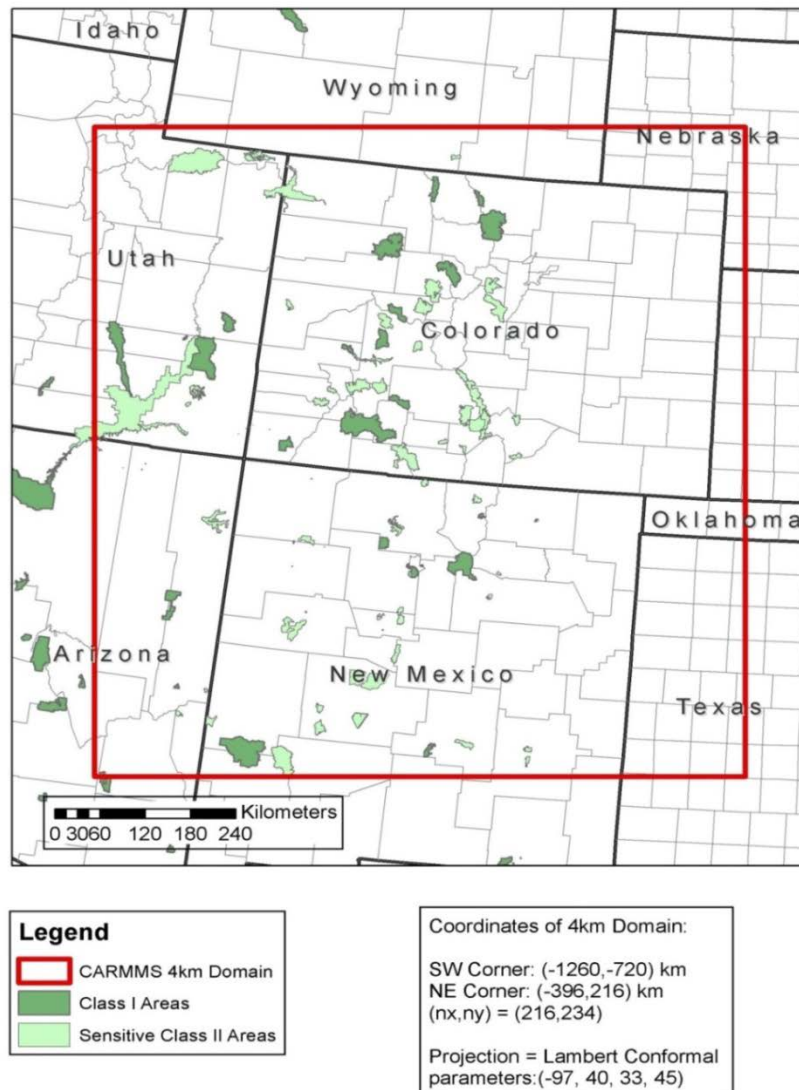 Idaho
Wyoming
Nebraska
Utah
Colorado
Oklahoma
Arizona
New Mexico
Texas
Kilometers
0 3060 120 180 240
Legend
CARMMS 4km Domain
Class I Areas
Sensitive Class II Areas
Coordinates of 4km Domain:
SW Corner: (-1260,-720) km
NE Corner: (-396,216) km
(nx,ny) = (216,234)
Projection = Lambert Conformal
parameters:(-97, 40, 33, 45)